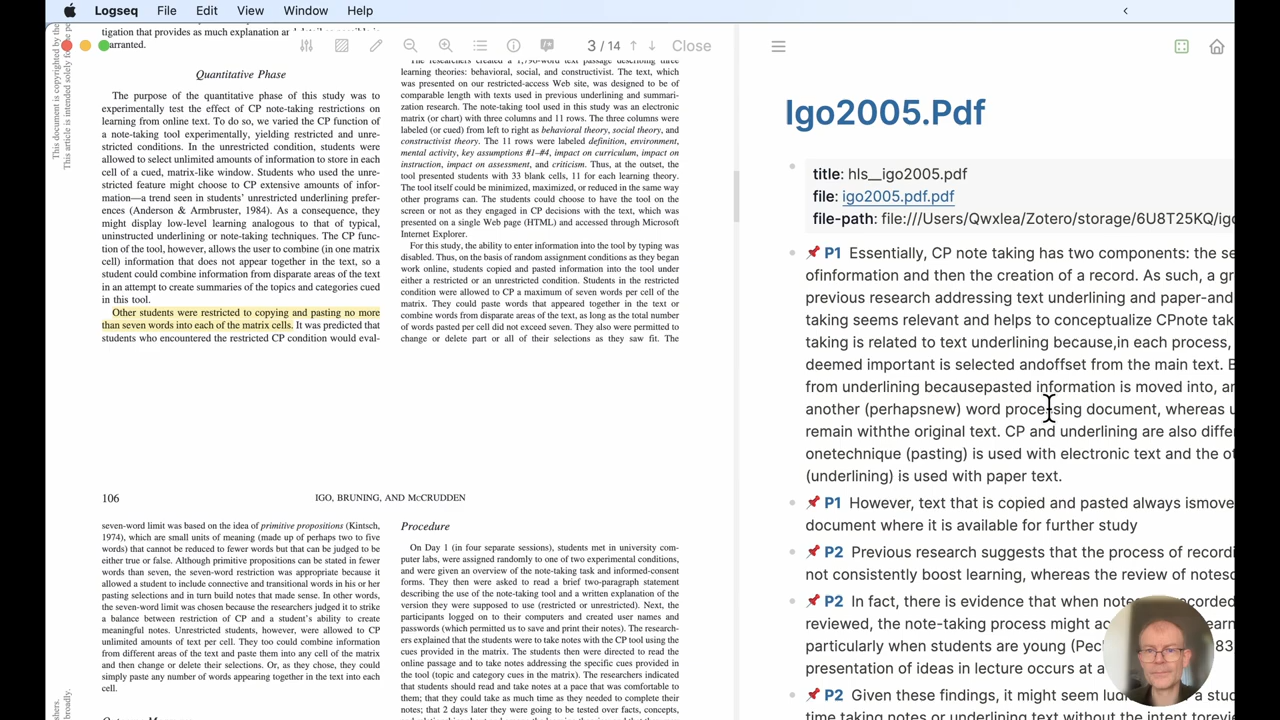 Logseq File Edit View Window Help
This document is copyrighted by the
This article is intended solely for
tigation that provides as much explanation
warranted.
3 / 14 Close
Quantitative Phase
The purpose of the quantitative phase of this study was to
experimentally test the effect of CP note-taking restrictions on
learning from online text. To do so, we varied the CP function of
a note-taking tool experimentally, yielding restricted and unre-
stricted conditions. In the unrestricted condition, students were
allowed to select unlimited amounts of information to store in each
cell of a cued, matrix-like window. Students who used the unre-
stricted feature might choose to CP extensive amounts of infor-
mation—a trend seen in students' unrestricted underlining prefer-
ences (Anderson & Armbruster, 1984). As a consequence, they
might display low-level learning analogous to that of typical,
uninstructed underlining or note-taking techniques. The CP func-
tion of the tool, however, allows the user to combine (in one matrix
cell) information that does not appear together in the text, so a
student could combine information from disparate areas of the text
in an attempt to create summaries of the topics and categories cued
in this tool.
Other students were restricted to copying and pasting no more
than seven words into each of the matrix cells. It was predicted that
students who encountered the restricted CP condition would eval-
The researchers created a 1,796-word text passage describing three
learning theories: behavioral, social, and constructivist. The text, which
was presented on our restricted-access Web site, was designed to be of
comparable length with texts used in previous underlining and summari-
zation research. The note-taking tool used in this study was an electronic
matrix (or chart) with three columns and 11 rows. The three columns were
labeled (or cued) from left to right as behavioral theory, social theory, and
constructivist theory. The 11 rows were labeled definition, environment,
mental activity, key assumptions #1–#4, impact on curriculum, impact on
instruction, impact on assessment, and criticism. Thus, at the outset, the
tool presented students with 33 blank cells, 11 for each learning theory.
The tool itself could be minimized, maximized, or reduced in the same way
other programs can. The students could choose to have the tool on the
screen or not as they engaged in CP decisions with the text, which was
presented on a single Web page (HTML) and accessed through Microsoft
Internet Explorer.
For this study, the ability to enter information into the tool by typing was
disabled. Thus, on the basis of random assignment conditions as they began
work online, students copied and pasted information into the tool under
either a restricted or an unrestricted condition. Students in the restricted
condition were allowed to CP a maximum of seven words per cell of the
matrix. They could paste words that appeared together in the text or
combine words from disparate areas of the text, as long as the total number
of words pasted per cell did not exceed seven. They also were permitted to
change or delete part or all of their selections as they saw fit. The
106 IGO, BRUNING, AND McCRUDDEN
seven-word limit was based on the idea of primitive propositions (Kintsch,
1974), which are small units of meaning (made up of perhaps two to five
words) that cannot be reduced to fewer words but that can be judged to be
either true or false. Although primitive propositions can be stated in fewer
words than seven, the seven-word restriction was appropriate because it
allowed a student to include connective and transitional words in his or her
pasting selections and in turn build notes that made sense. In other words,
the seven-word limit was chosen because the researchers judged it to strike
a balance between restriction of CP and a student's ability to create
meaningful notes. Unrestricted students, however, were allowed to CP
unlimited amounts of text per cell. They too could combine information
from different areas of the text and paste them into any cell of the matrix
and then change or delete their selections. Or, as they chose, they could
simply paste any number of words appearing together in the text into each
cell.
Procedure
On Day 1 (in four separate sessions), students met in university com-
puter labs, were assigned randomly to one of two experimental conditions,
and were given an overview of the note-taking task and informed-consent
forms. They then were asked to read a brief two-paragraph statement
describing the use of the note-taking tool and a written explanation of the
version they were supposed to use (restricted or unrestricted). Next, the
participants logged on to their computers and created user names and
passwords (which permitted us to save and print their notes). The research-
ers explained that the students were to take notes with the CP tool using the
cues provided in the matrix. The students then were directed to read the
online passage and to take notes addressing the specific cues provided in
the tool (topic and category cues in the matrix). The researchers indicated
that students should read and take notes at a pace that was comfortable to
them; that they could take as much time as they needed to complete their
notes; that 2 days later they were going to be tested over facts, concepts,
Igo2005.Pdf
title: hls__igo2005.pdf
file: igo2005.pdf.pdf
file-path: file:///Users/Qwxlea/Zotero/storage/6U8T25KQ/igo
P1 Essentially, CP note taking has two components: the se
ofinformation and then the creation of a record. As such, a gr
previous research addressing text underlining and paper-and
taking seems relevant and helps to conceptualize CPnote tak
taking is related to text underlining because,in each process,
deemed important is selected andoffset from the main text. B
from underlining becausepasted information is moved into, an
another (perhapsnew) word processing document, whereas u
remain withthe original text. CP and underlining are also diffe
onetechnique (pasting) is used with electronic text and the ot
(underlining) is used with paper text.
P1 However, text that is copied and pasted always ismove
document where it is available for further study
P2 Previous research suggests that the process of recordi
not consistently boost learning, whereas the review of notesc
P2 In fact, there is evidence that when notes recorded
reviewed, the note-taking process might a learn
particularly when students are young (Pec 83
presentation of ideas in lecture occurs at a
P2 Given these findings, it might seem stud
time taking notes or underlining text without the intent